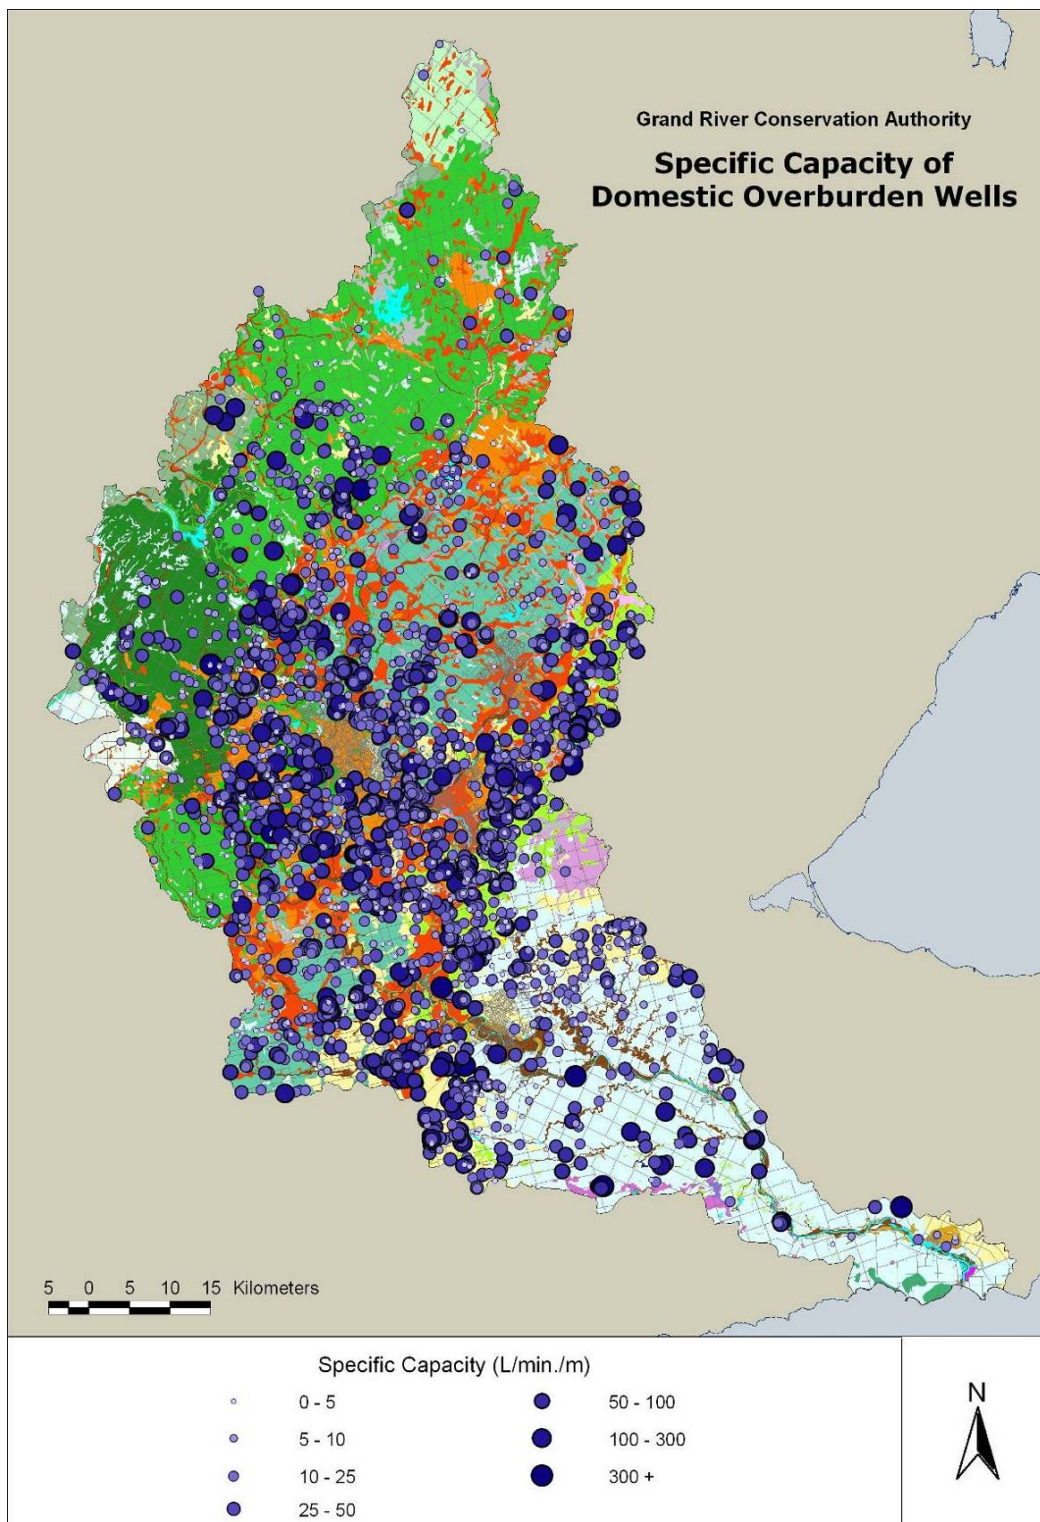 Grand River Conservation Authority
Specific Capacity of
Domestic Overburden Wells
5 0 5 10 15 Kilometers
Specific Capacity (L/min./m)
0 - 5
5 - 10
10 - 25
25 - 50
50 - 100
100 - 300
300 +
N